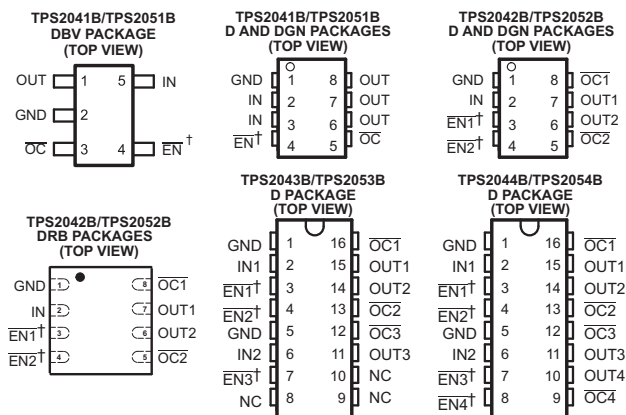 TPS2041B/TPS2051B
DBV PACKAGE
(TOP VIEW)
OUT 1 5 IN
GND 2
OC 3 4 EN†
TPS2041B/TPS2051B
D AND DGN PACKAGES
(TOP VIEW)
GND 1 8 OUT
IN 2 7 OUT
IN 3 6 OUT
EN† 4 5 OC
TPS2042B/TPS2052B
D AND DGN PACKAGES
(TOP VIEW)
GND 1 8 OC1
IN 2 7 OUT1
EN1† 3 6 OUT2
EN2† 4 5 OC2
TPS2042B/TPS2052B
DRB PACKAGES
(TOP VIEW)
GND 1 8 OC1
IN 2 7 OUT1
EN1† 3 6 OUT2
EN2† 4 5 OC2
TPS2043B/TPS2053B
D PACKAGE
(TOP VIEW)
GND 1 16 OC1
IN1 2 15 OUT1
EN1† 3 14 OUT2
EN2† 4 13 OC2
GND 5 12 OC3
IN2 6 11 OUT3
EN3† 7 10 NC
NC 8 9 NC
TPS2044B/TPS2054B
D PACKAGE
(TOP VIEW)
GND 1 16 OC1
IN1 2 15 OUT1
EN1† 3 14 OUT2
EN2† 4 13 OC2
GND 5 12 OC3
IN2 6 11 OUT3
EN3† 7 10 OUT4
EN4† 8 9 OC4